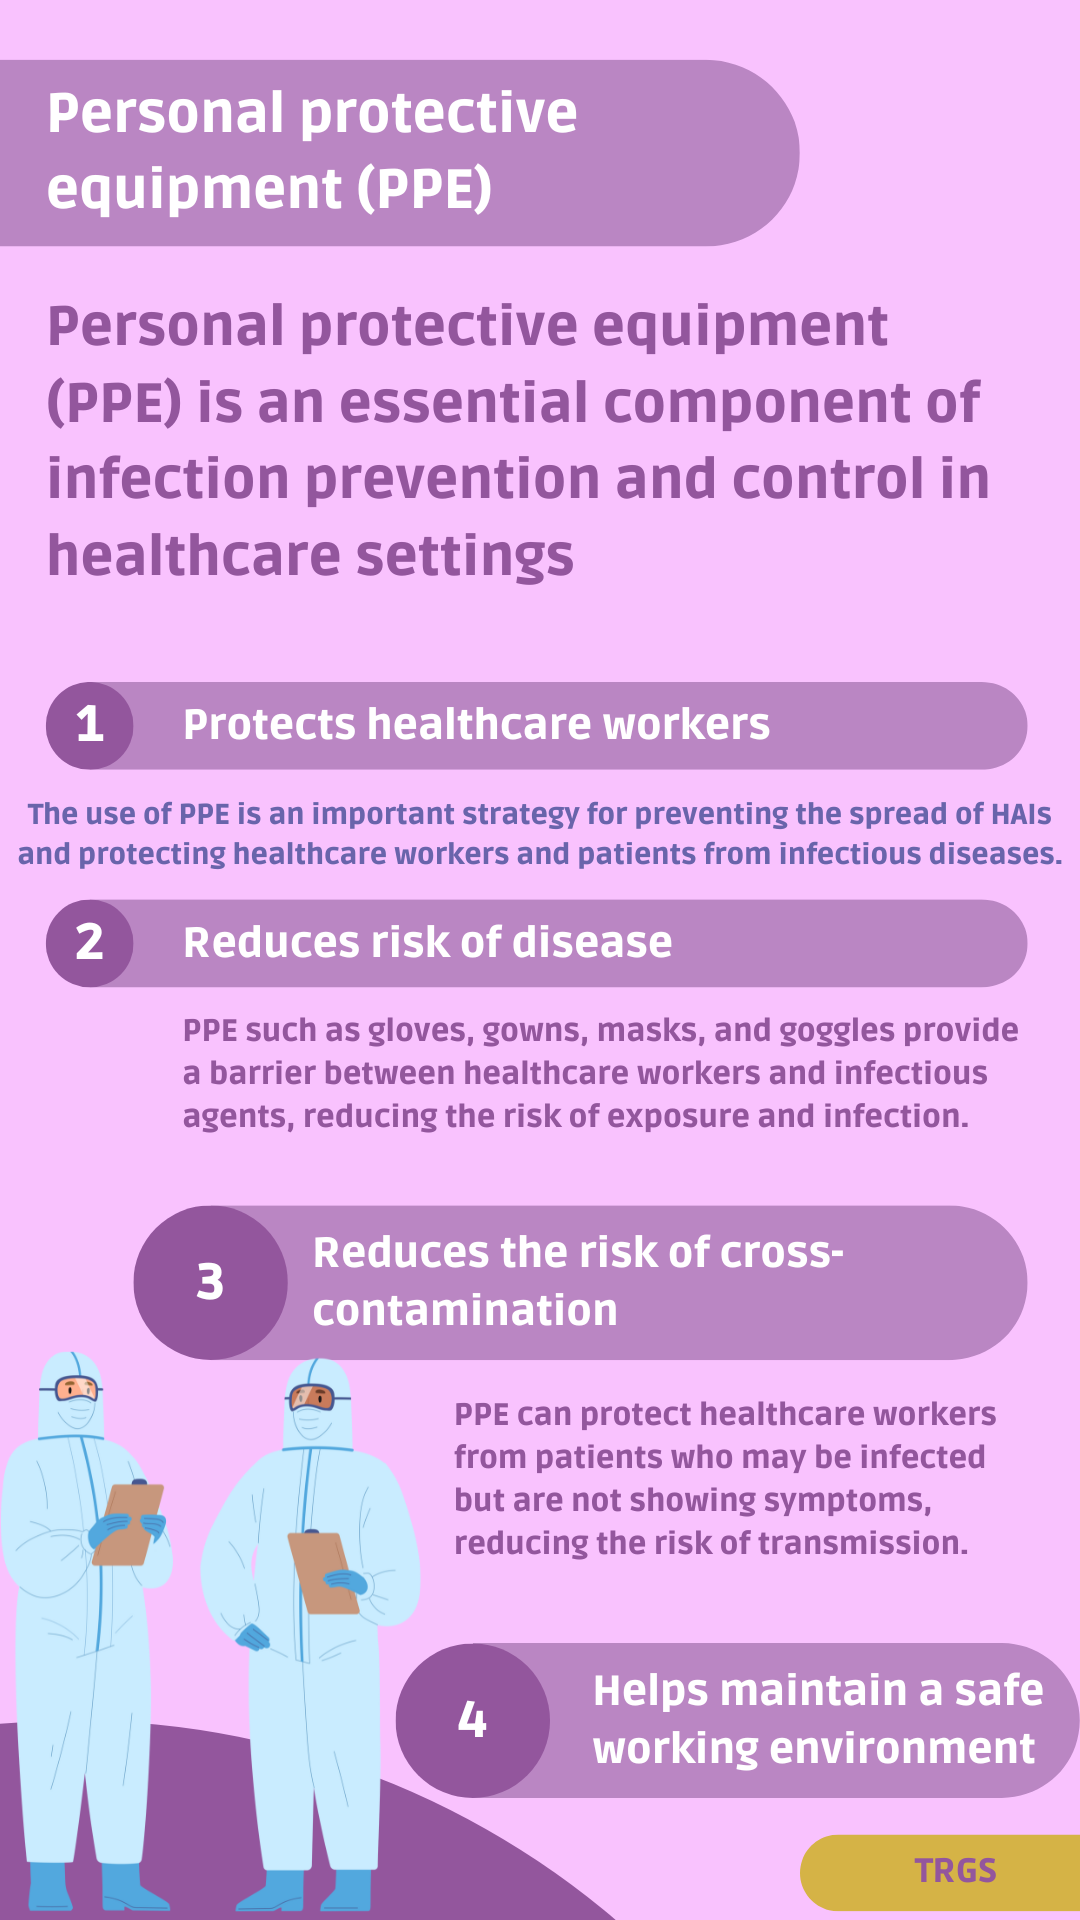 Personal protective
equipment (PPE)
Personal protective equipment
(PPE) is an essential component of
infection prevention and control in
healthcare settings
1
Protects healthcare workers
The use of PPE is an important strategy for preventing the spread of HAIs
and protecting healthcare workers and patients from infectious diseases.
2
Reduces risk of disease
PPE such as gloves, gowns, masks, and goggles provide
a barrier between healthcare workers and infectious
agents, reducing the risk of exposure and infection.
3
Reduces the risk of cross-
contamination
PPE can protect healthcare workers
from patients who may be infected
but are not showing symptoms,
reducing the risk of transmission.
4
Helps maintain a safe
working environment
TRGS